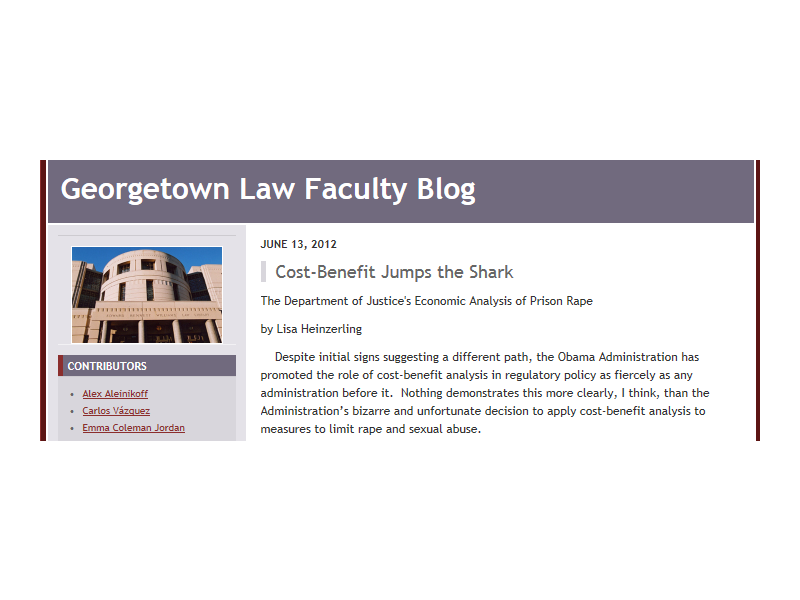 Georgetown Law Faculty Blog
JUNE 13, 2012
Cost-Benefit Jumps the Shark
The Department of Justice's Economic Analysis of Prison Rape
by Lisa Heinzerling
Despite initial signs suggesting a different path, the Obama Administration has
promoted the role of cost-benefit analysis in regulatory policy as fiercely as any
administration before it.  Nothing demonstrates this more clearly, I think, than the
Administration’s bizarre and unfortunate decision to apply cost-benefit analysis to
measures to limit rape and sexual abuse.
CONTRIBUTORS
• Alex Aleinikoff
• Carlos Vázquez
• Emma Coleman Jordan